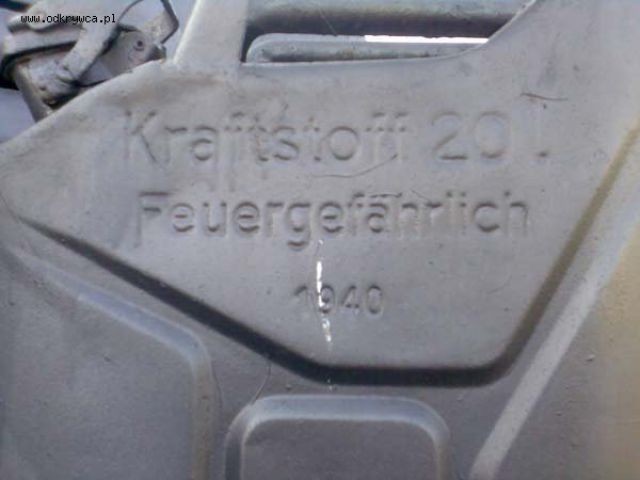 www.odkrywca.pl
Kraftstoff 20 l.
Feuergefährlich
1940